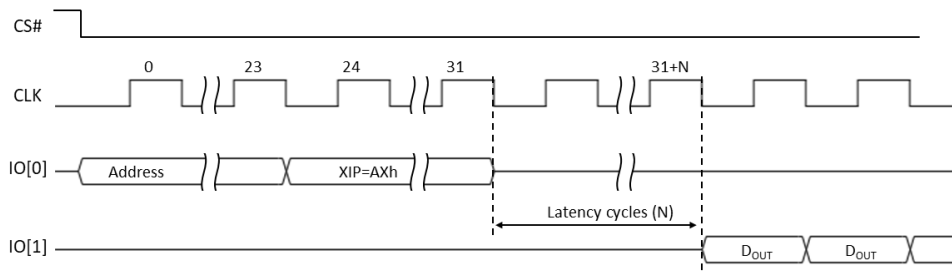 CS#
0 23 24 31 31+N
CLK
IO[0] Address XIP=AXh
Latency cycles (N)
IO[1] DOUT DOUT